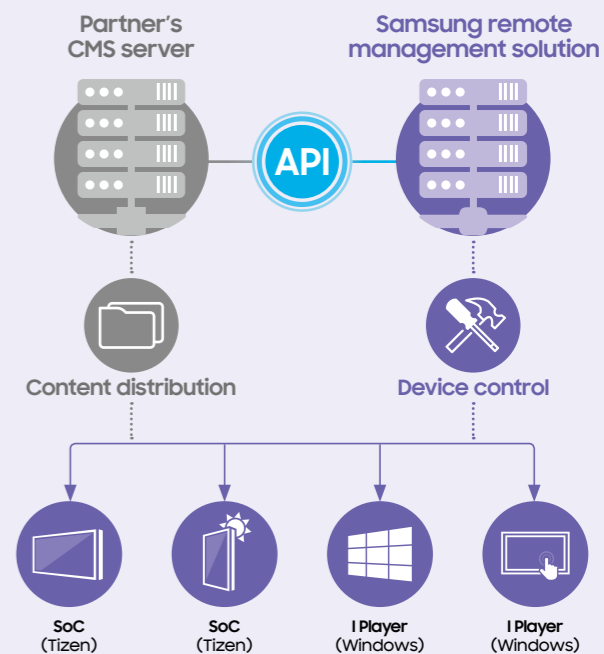 Partner's
CMS server
Samsung remote
management solution
API
Content distribution
Device control
SoC
(Tizen)
SoC
(Tizen)
I Player
(Windows)
I Player
(Windows)